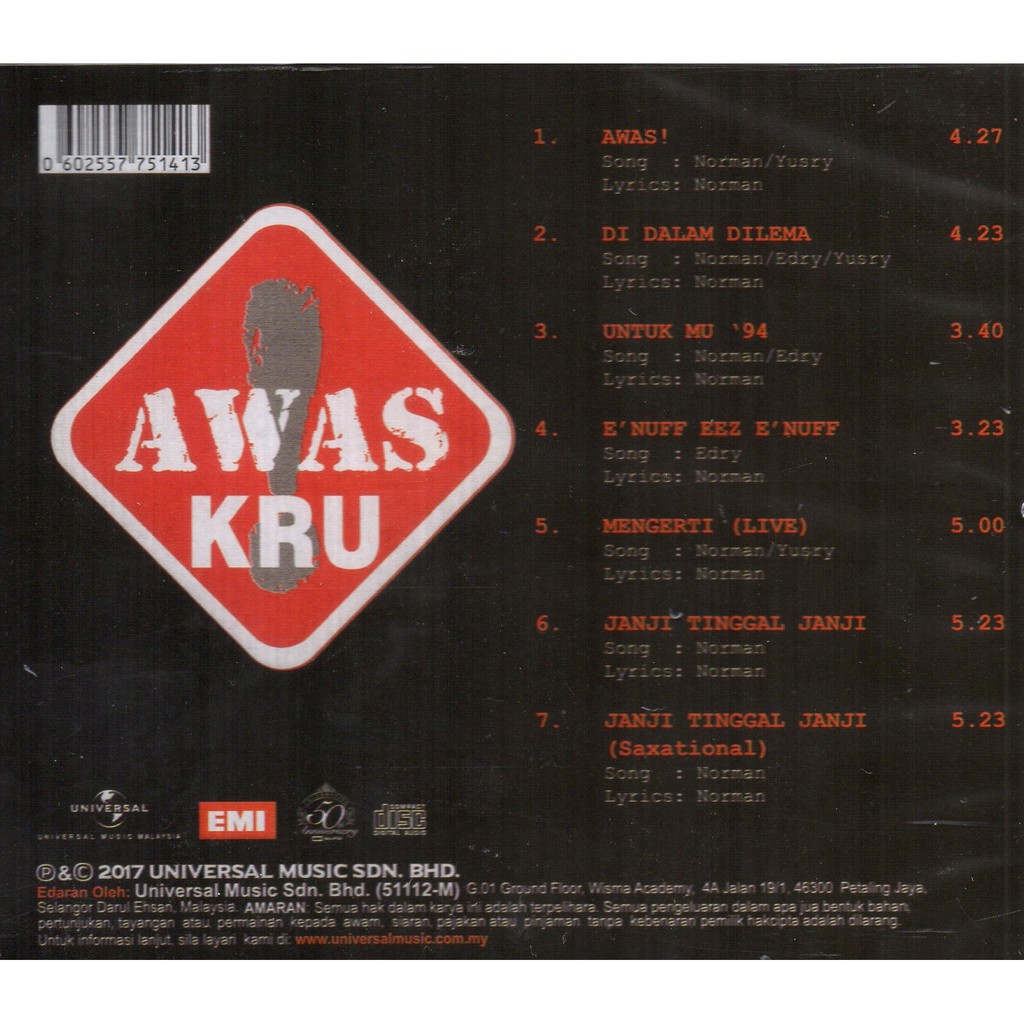 0 602557 751413
AWAS
KRU
1. AWAS! 4.27
Song : Norman/Yusry
Lyrics: Norman
2. DI DALAM DILEMA 4.23
Song : Norman/Edry/Yusry
Lyrics: Norman
3. UNTUK MU '94 3.40
Song : Norman/Edry
Lyrics: Norman
4. E'NUFF EEZ E'NUFF 3.23
Song : Edry
Lyrics: Norman
5. MENGERTI (LIVE) 5.00
Song : Norman/Yusry
Lyrics: Norman
6. JANJI TINGGAL JANJI 5.23
Song : Norman
Lyrics: Norman
7. JANJI TINGGAL JANJI 5.23
(Saxational)
Song : Norman
Lyrics: Norman
UNIVERSAL
UNIVERSAL MUSIC MALAYSIA
EMI
50
Anniversary
COMPACT
DISC
DIGITAL AUDIO
℗&© 2017 UNIVERSAL MUSIC SDN. BHD.
Edaran Oleh: Universal Music Sdn. Bhd. (51112-M) G.01 Ground Floor, Wisma Academy, 4A Jalan 19/1, 46300 Petaling Jaya,
Selangor Darul Ehsan, Malaysia. AMARAN: Semua hak dalam karya ini adalah terpelihara. Semua pengeluaran dalam apa jua bentuk bahan,
pertunjukan, tayangan atau permainan kepada awam, siaran, pajakan atau pinjaman tanpa kebenaran pemilik hakcipta adalah dilarang.
Untuk informasi lanjut, sila layari kami di: www.universalmusic.com.my